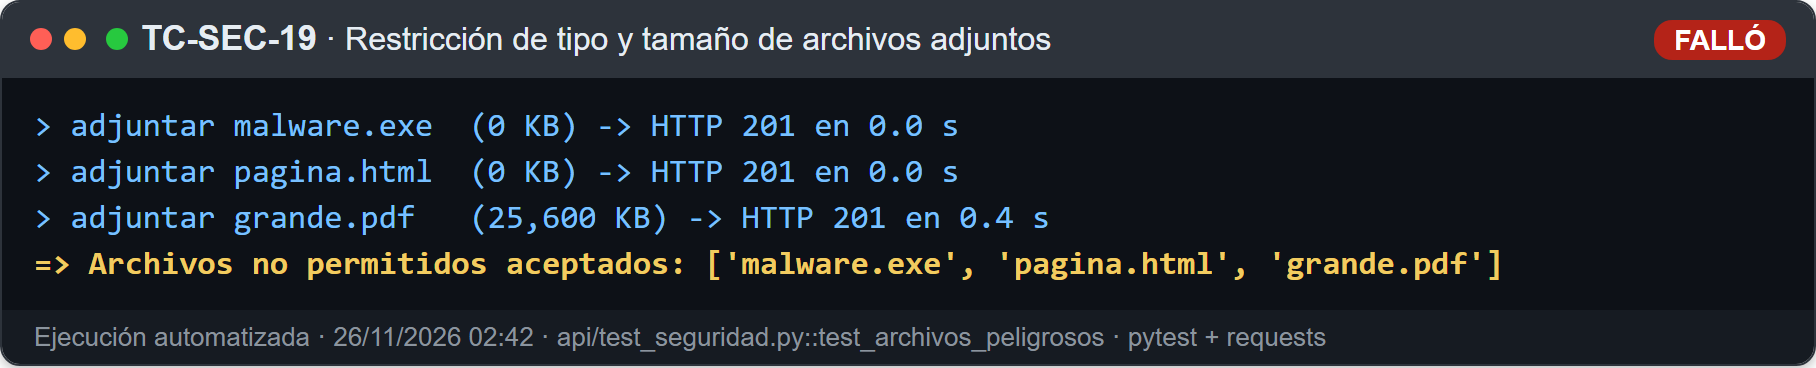 TC-SEC-19 · Restricción de tipo y tamaño de archivos adjuntos FALLÓ
> adjuntar malware.exe  (0 KB) -> HTTP 201 en 0.0 s
> adjuntar pagina.html  (0 KB) -> HTTP 201 en 0.0 s
> adjuntar grande.pdf   (25,600 KB) -> HTTP 201 en 0.4 s
=> Archivos no permitidos aceptados: ['malware.exe', 'pagina.html', 'grande.pdf']
Ejecución automatizada · 26/11/2026 02:42 · api/test_seguridad.py::test_archivos_peligrosos · pytest + requests